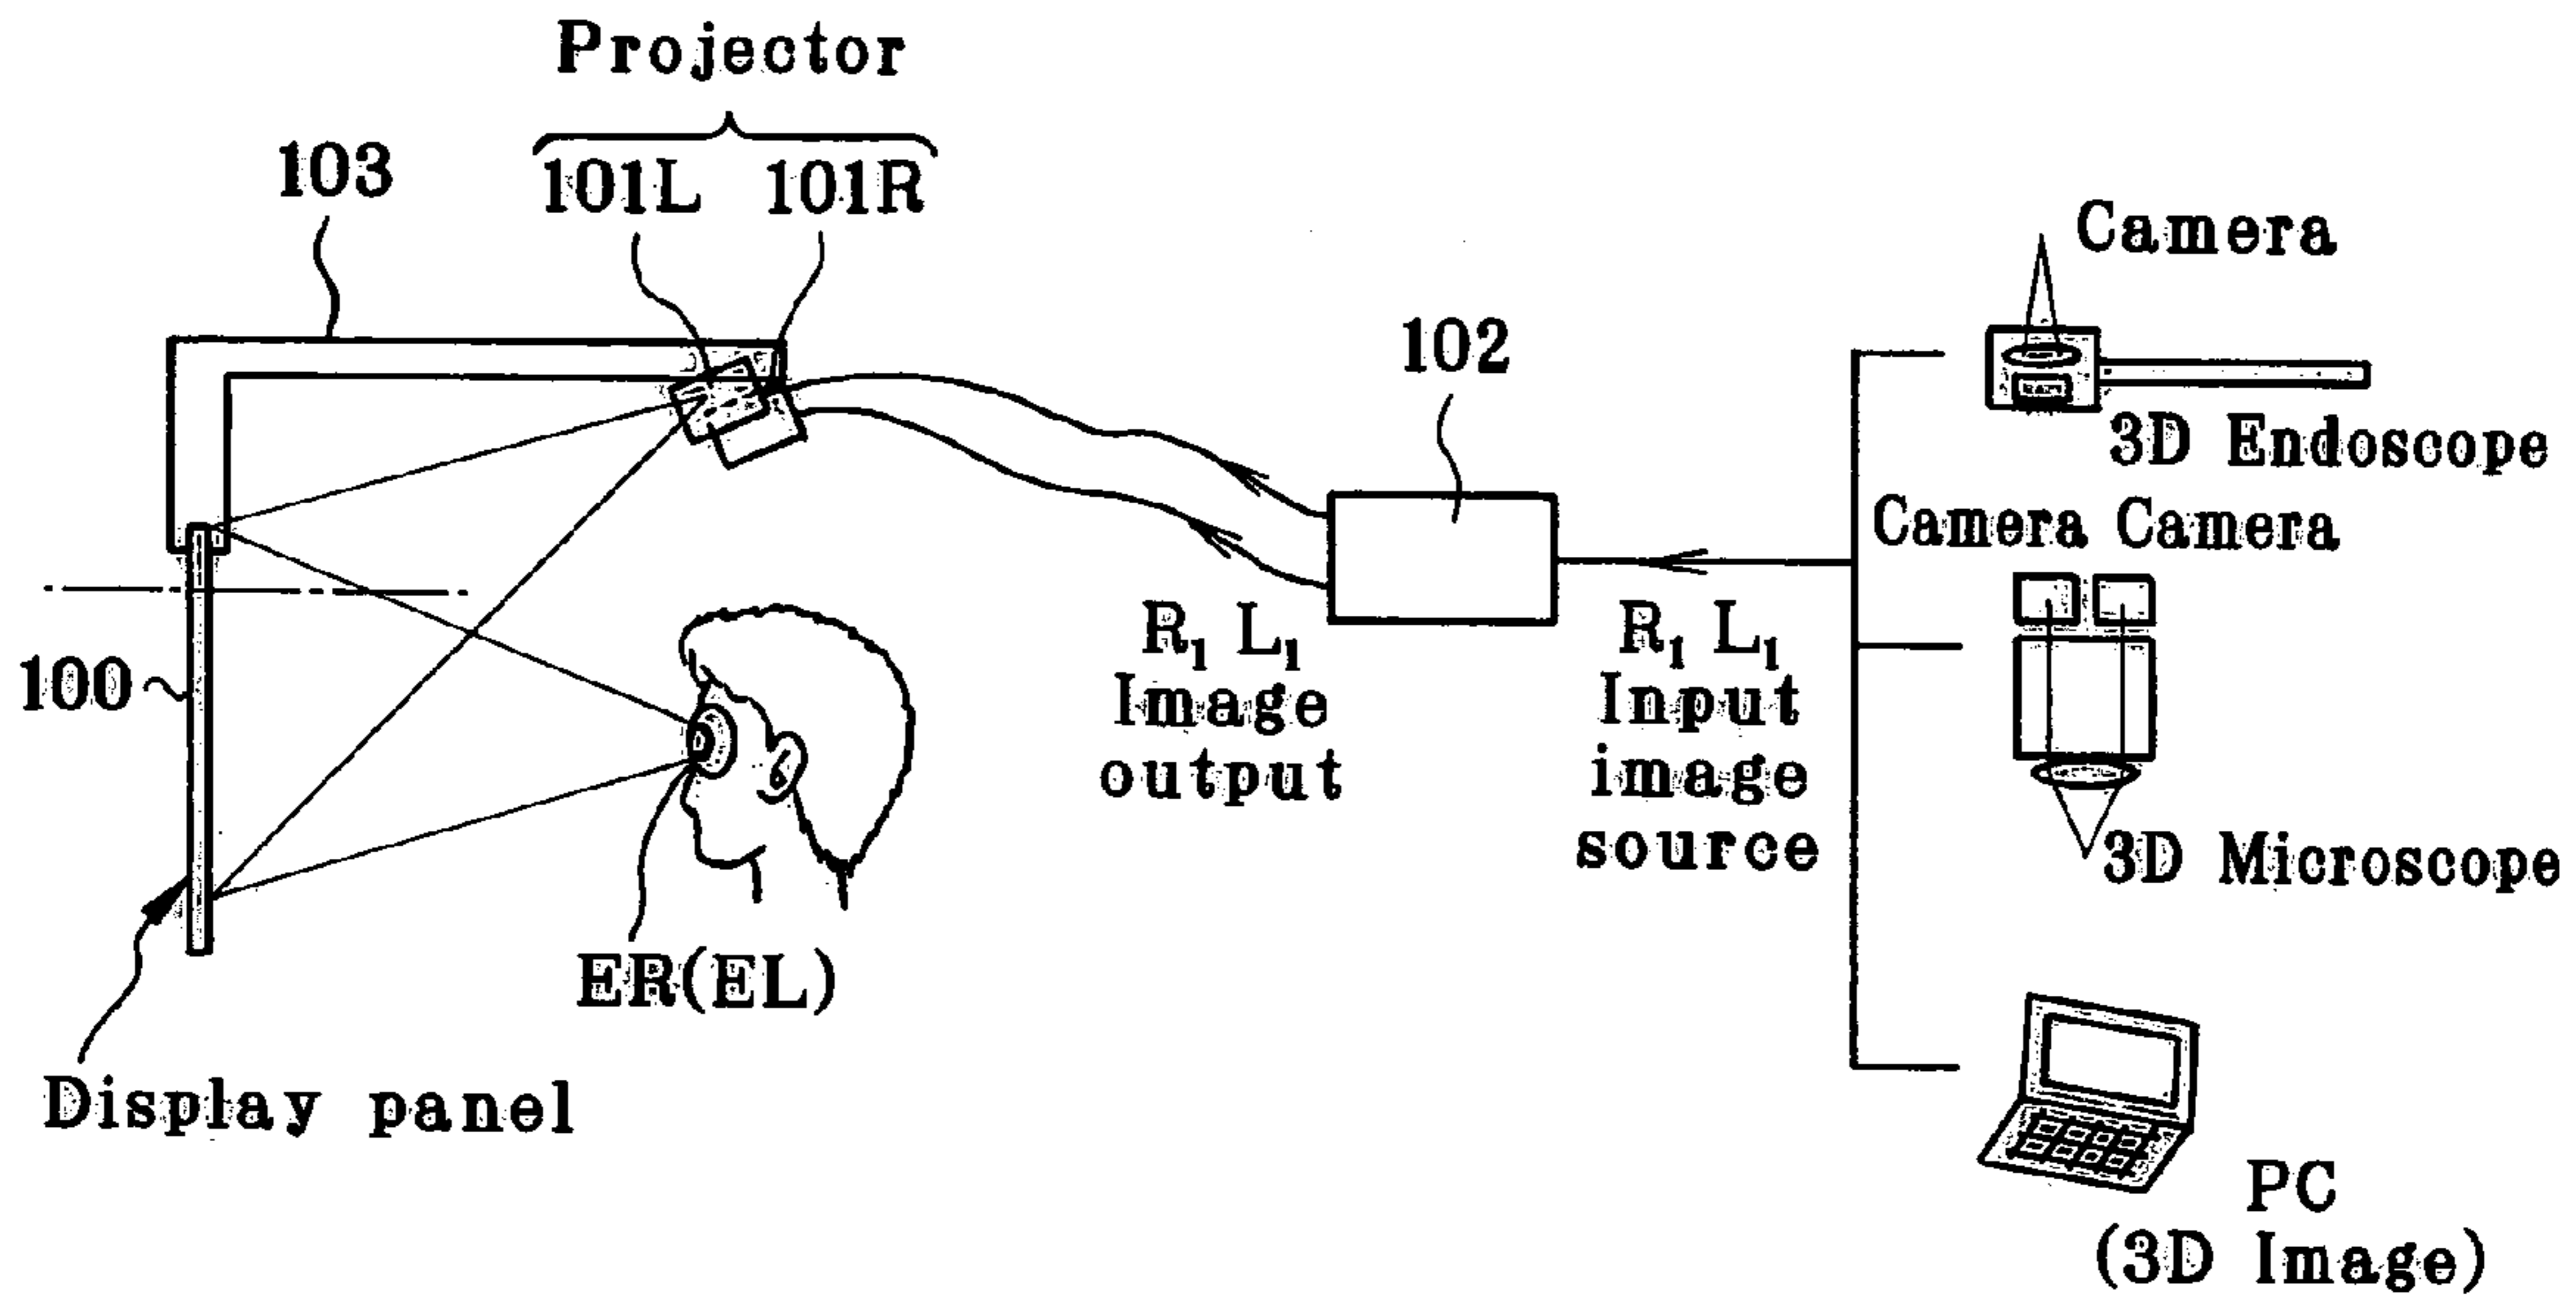 Projector
103
101L 101R
Camera
102
3D Endoscope
Camera Camera
R₁ L₁
Image
output
R₁ L₁
Input
image
source
100
3D Microscope
ER(EL)
Display panel
PC
(3D Image)